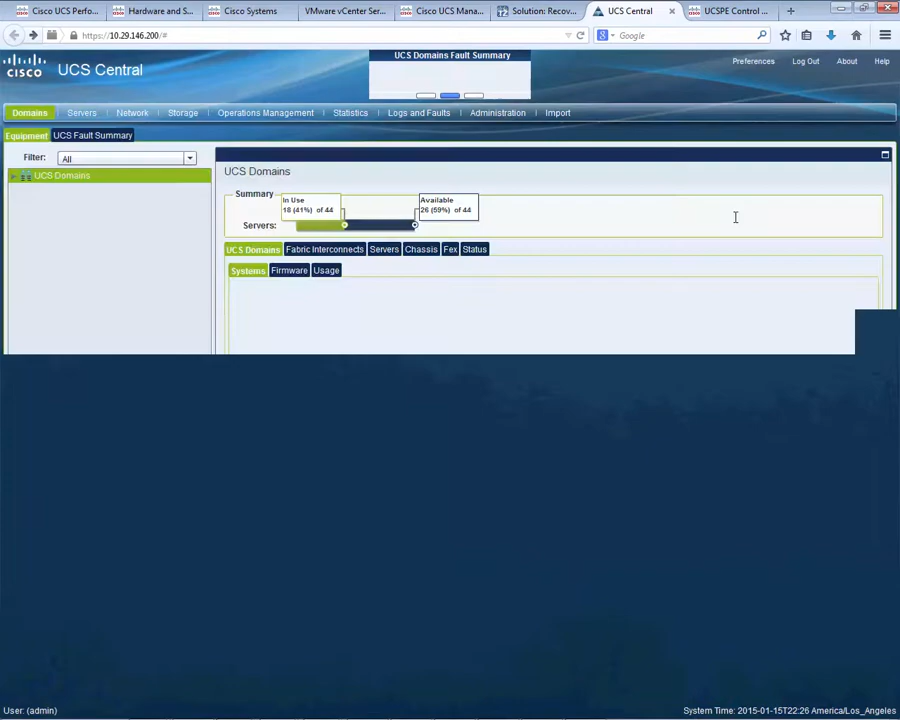 Cisco UCS Perfo...
Hardware and S...
Cisco Systems
VMware vCenter Ser...
Cisco UCS Mana...
Solution: Recov...
UCS Central
UCSPE Control ...
https://10.29.146.200/#
Google
CISCO
UCS Central
UCS Domains Fault Summary
Preferences
Log Out
About
Help
Domains
Servers
Network
Storage
Operations Management
Statistics
Logs and Faults
Administration
Import
Equipment
UCS Fault Summary
Filter:
All
UCS Domains
UCS Domains
Summary
In Use
18 (41%) of 44
Available
26 (59%) of 44
Servers:
UCS Domains
Fabric Interconnects
Servers
Chassis
Fex
Status
Systems
Firmware
Usage
User: (admin)
System Time: 2015-01-15T22:26 America/Los_Angeles